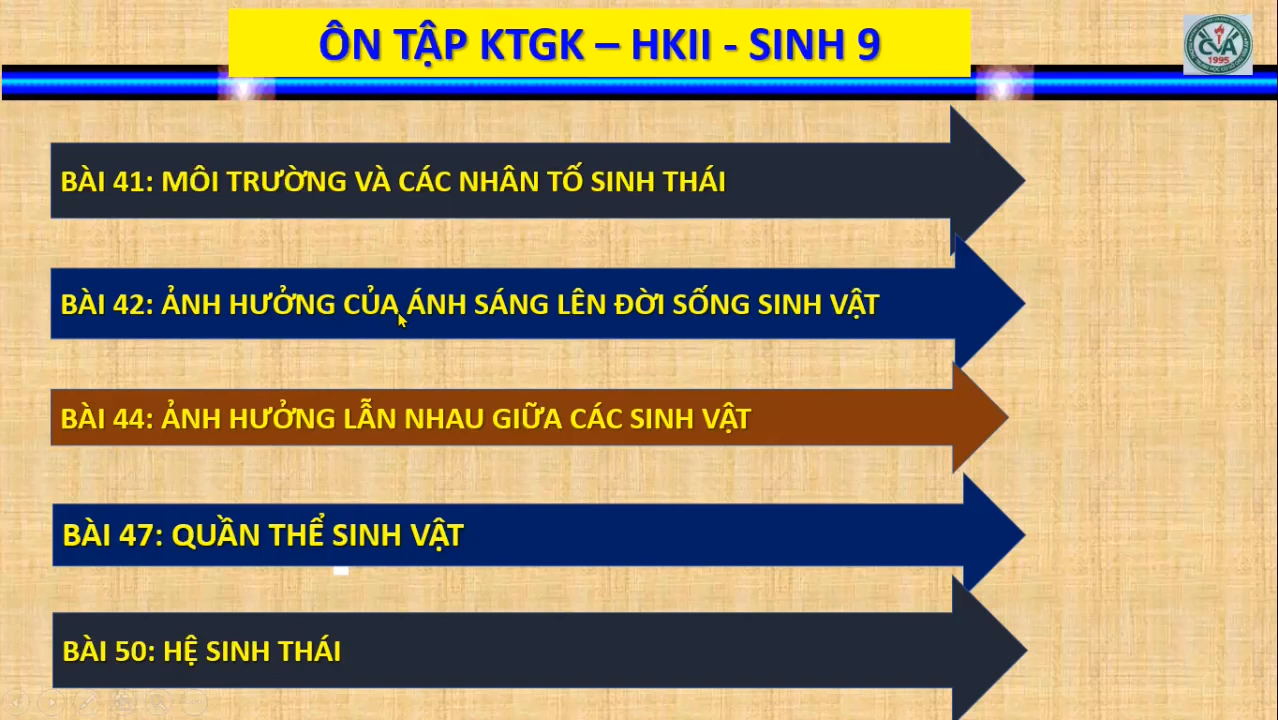 ÔN TẬP KTGK – HKII - SINH 9
CVA
1995
BÀI 41: MÔI TRƯỜNG VÀ CÁC NHÂN TỐ SINH THÁI
BÀI 42: ẢNH HƯỞNG CỦA ÁNH SÁNG LÊN ĐỜI SỐNG SINH VẬT
BÀI 44: ẢNH HƯỞNG LẪN NHAU GIỮA CÁC SINH VẬT
BÀI 47: QUẦN THỂ SINH VẬT
BÀI 50: HỆ SINH THÁI